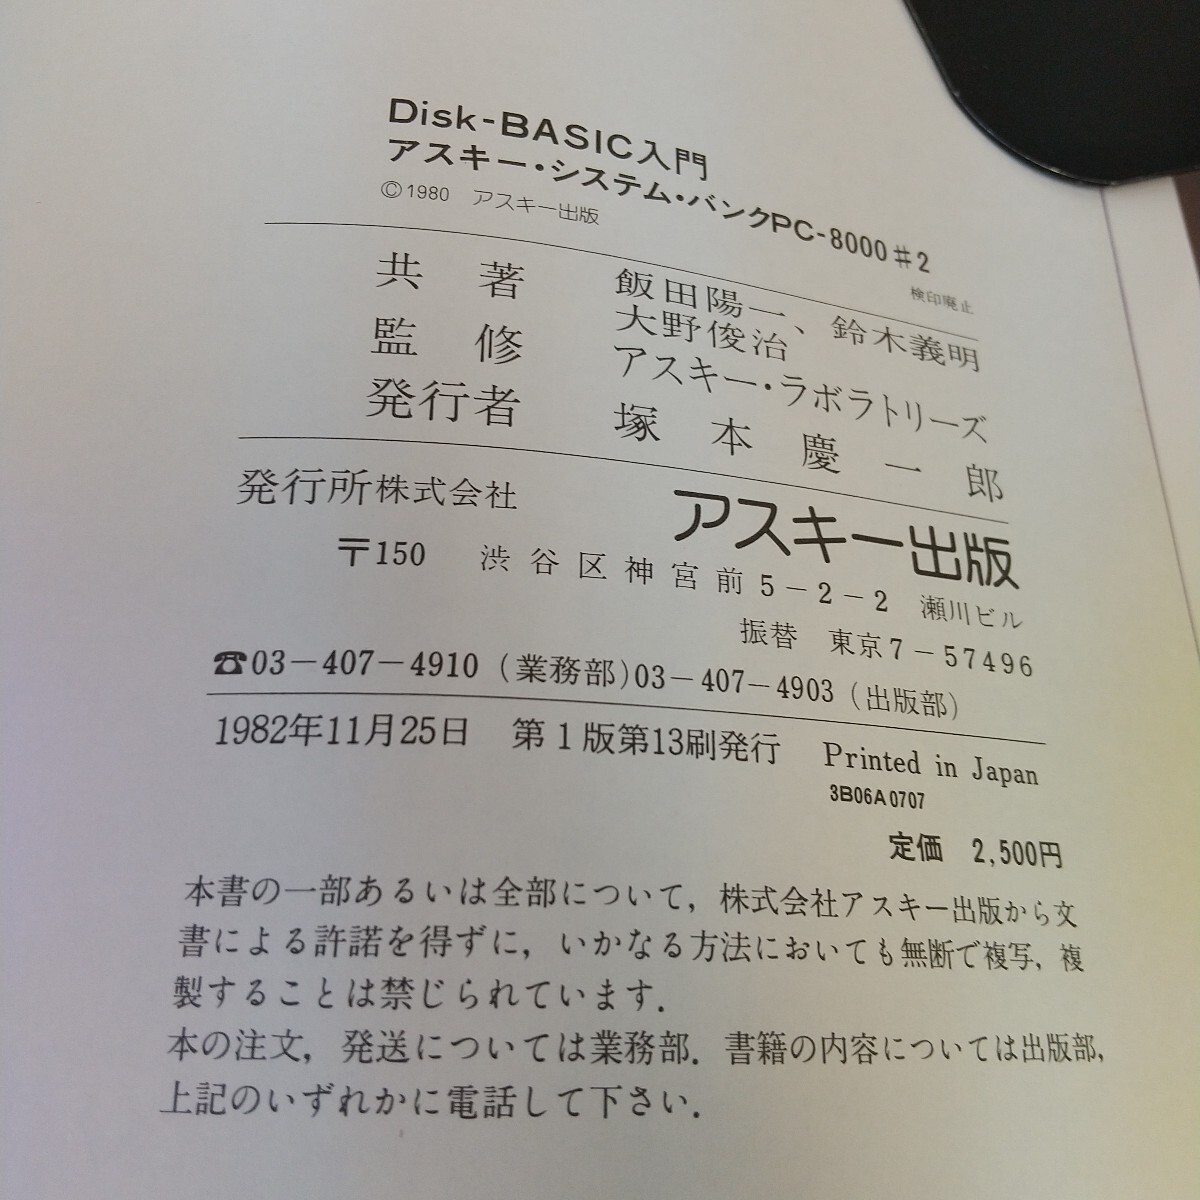 Disk-BASIC入門
アスキー・システム・バンクPC-8000＃2
©1980 アスキー出版
検印廃止
共著 飯田陽一、鈴木義明
大野俊治
監修 アスキー・ラボラトリーズ
発行者 塚本慶一郎
発行所株式会社 アスキー出版
〒150 渋谷区神宮前5－2－2 瀬川ビル
振替 東京7－57496
☎03－407－4910（業務部）03－407－4903（出版部）
1982年11月25日 第1版第13刷発行 Printed in Japan
3B06A0707
定価 2,500円
本書の一部あるいは全部について，株式会社アスキー出版から文
書による許諾を得ずに，いかなる方法においても無断で複写，複
製することは禁じられています．
本の注文，発送については業務部．書籍の内容については出版部，
上記のいずれかに電話して下さい．